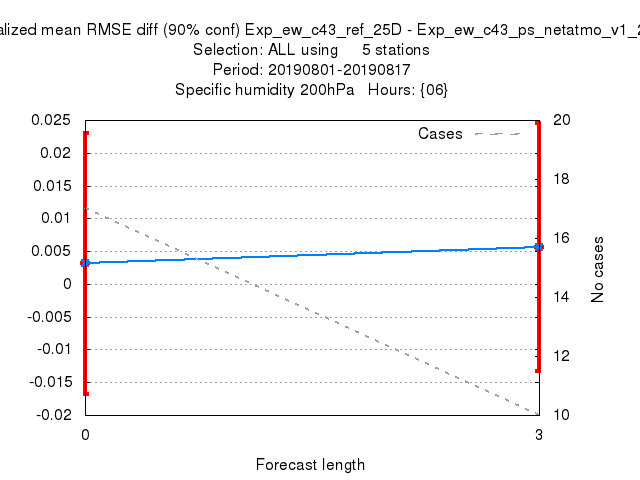 alized mean RMSE diff (90% conf) Exp_ew_c43_ref_25D - Exp_ew_c43_ps_netatmo_v1_2
Selection: ALL using 5 stations
Period: 20190801-20190817
Specific humidity 200hPa Hours: {06}
0.025
0.02
0.015
0.01
0.005
0
-0.005
-0.01
-0.015
-0.02
20
18
16
14
12
10
Cases
No cases
0 3
Forecast length